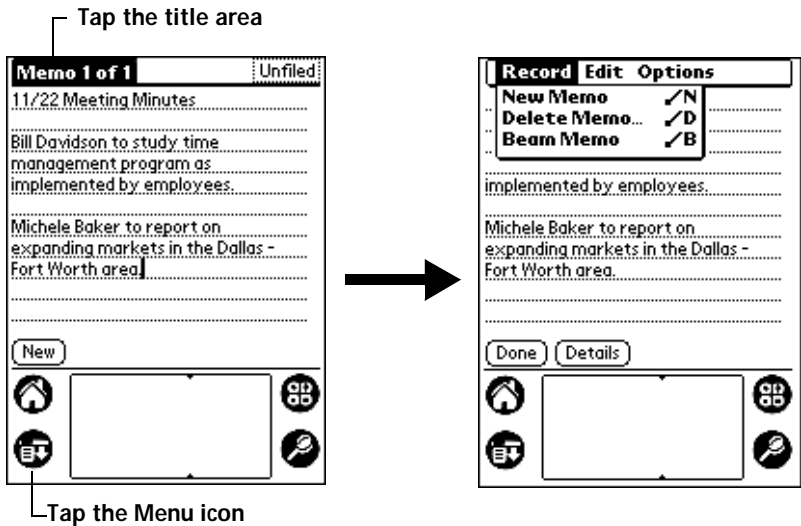 Tap the title area
Memo 1 of 1 Unfiled
11/22 Meeting Minutes
Bill Davidson to study time
management program as
implemented by employees.
Michele Baker to report on
expanding markets in the Dallas -
Fort Worth area.
New
Tap the Menu icon
Record Edit Options
New Memo /N
Delete Memo... /D
Beam Memo /B
implemented by employees.
Michele Baker to report on
expanding markets in the Dallas -
Fort Worth area.
Done Details